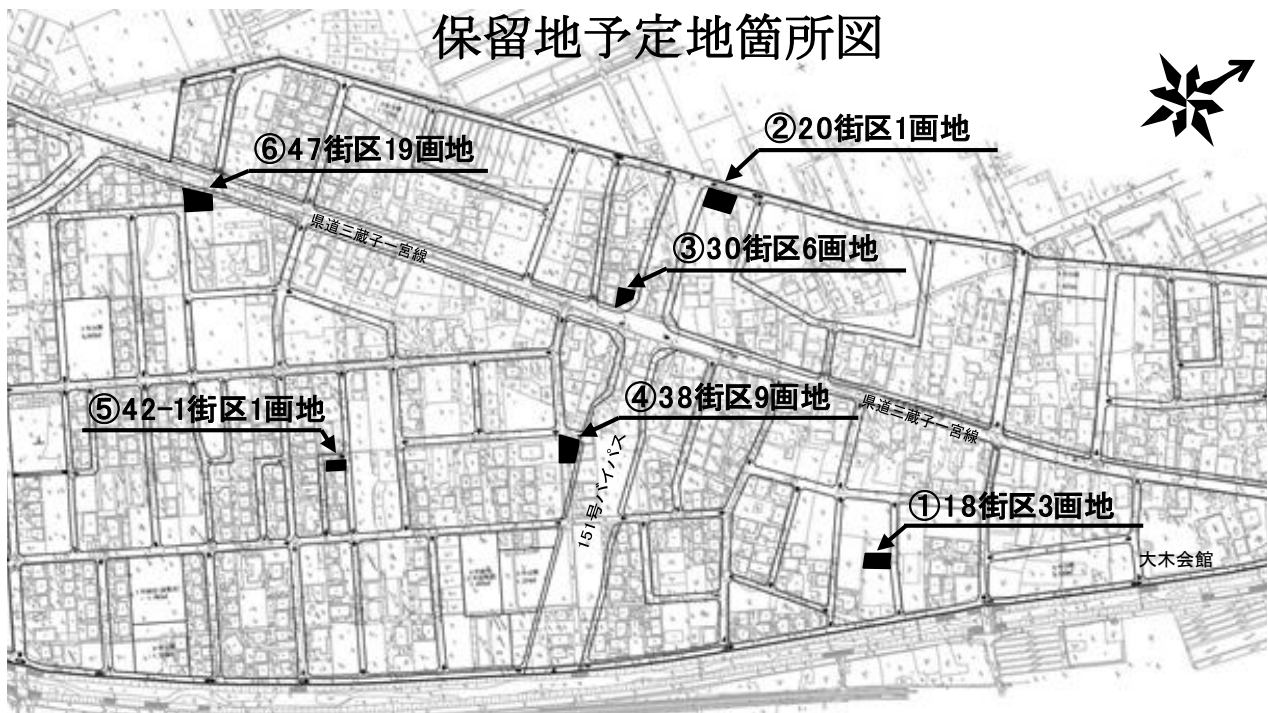 保留地予定地箇所図
②20街区1画地
⑥47街区19画地
県道三蔵子一宮線
③30街区6画地
⑤42-1街区1画地
④38街区9画地
県道三蔵子一宮線
151号バイパス
①18街区3画地
大木会館